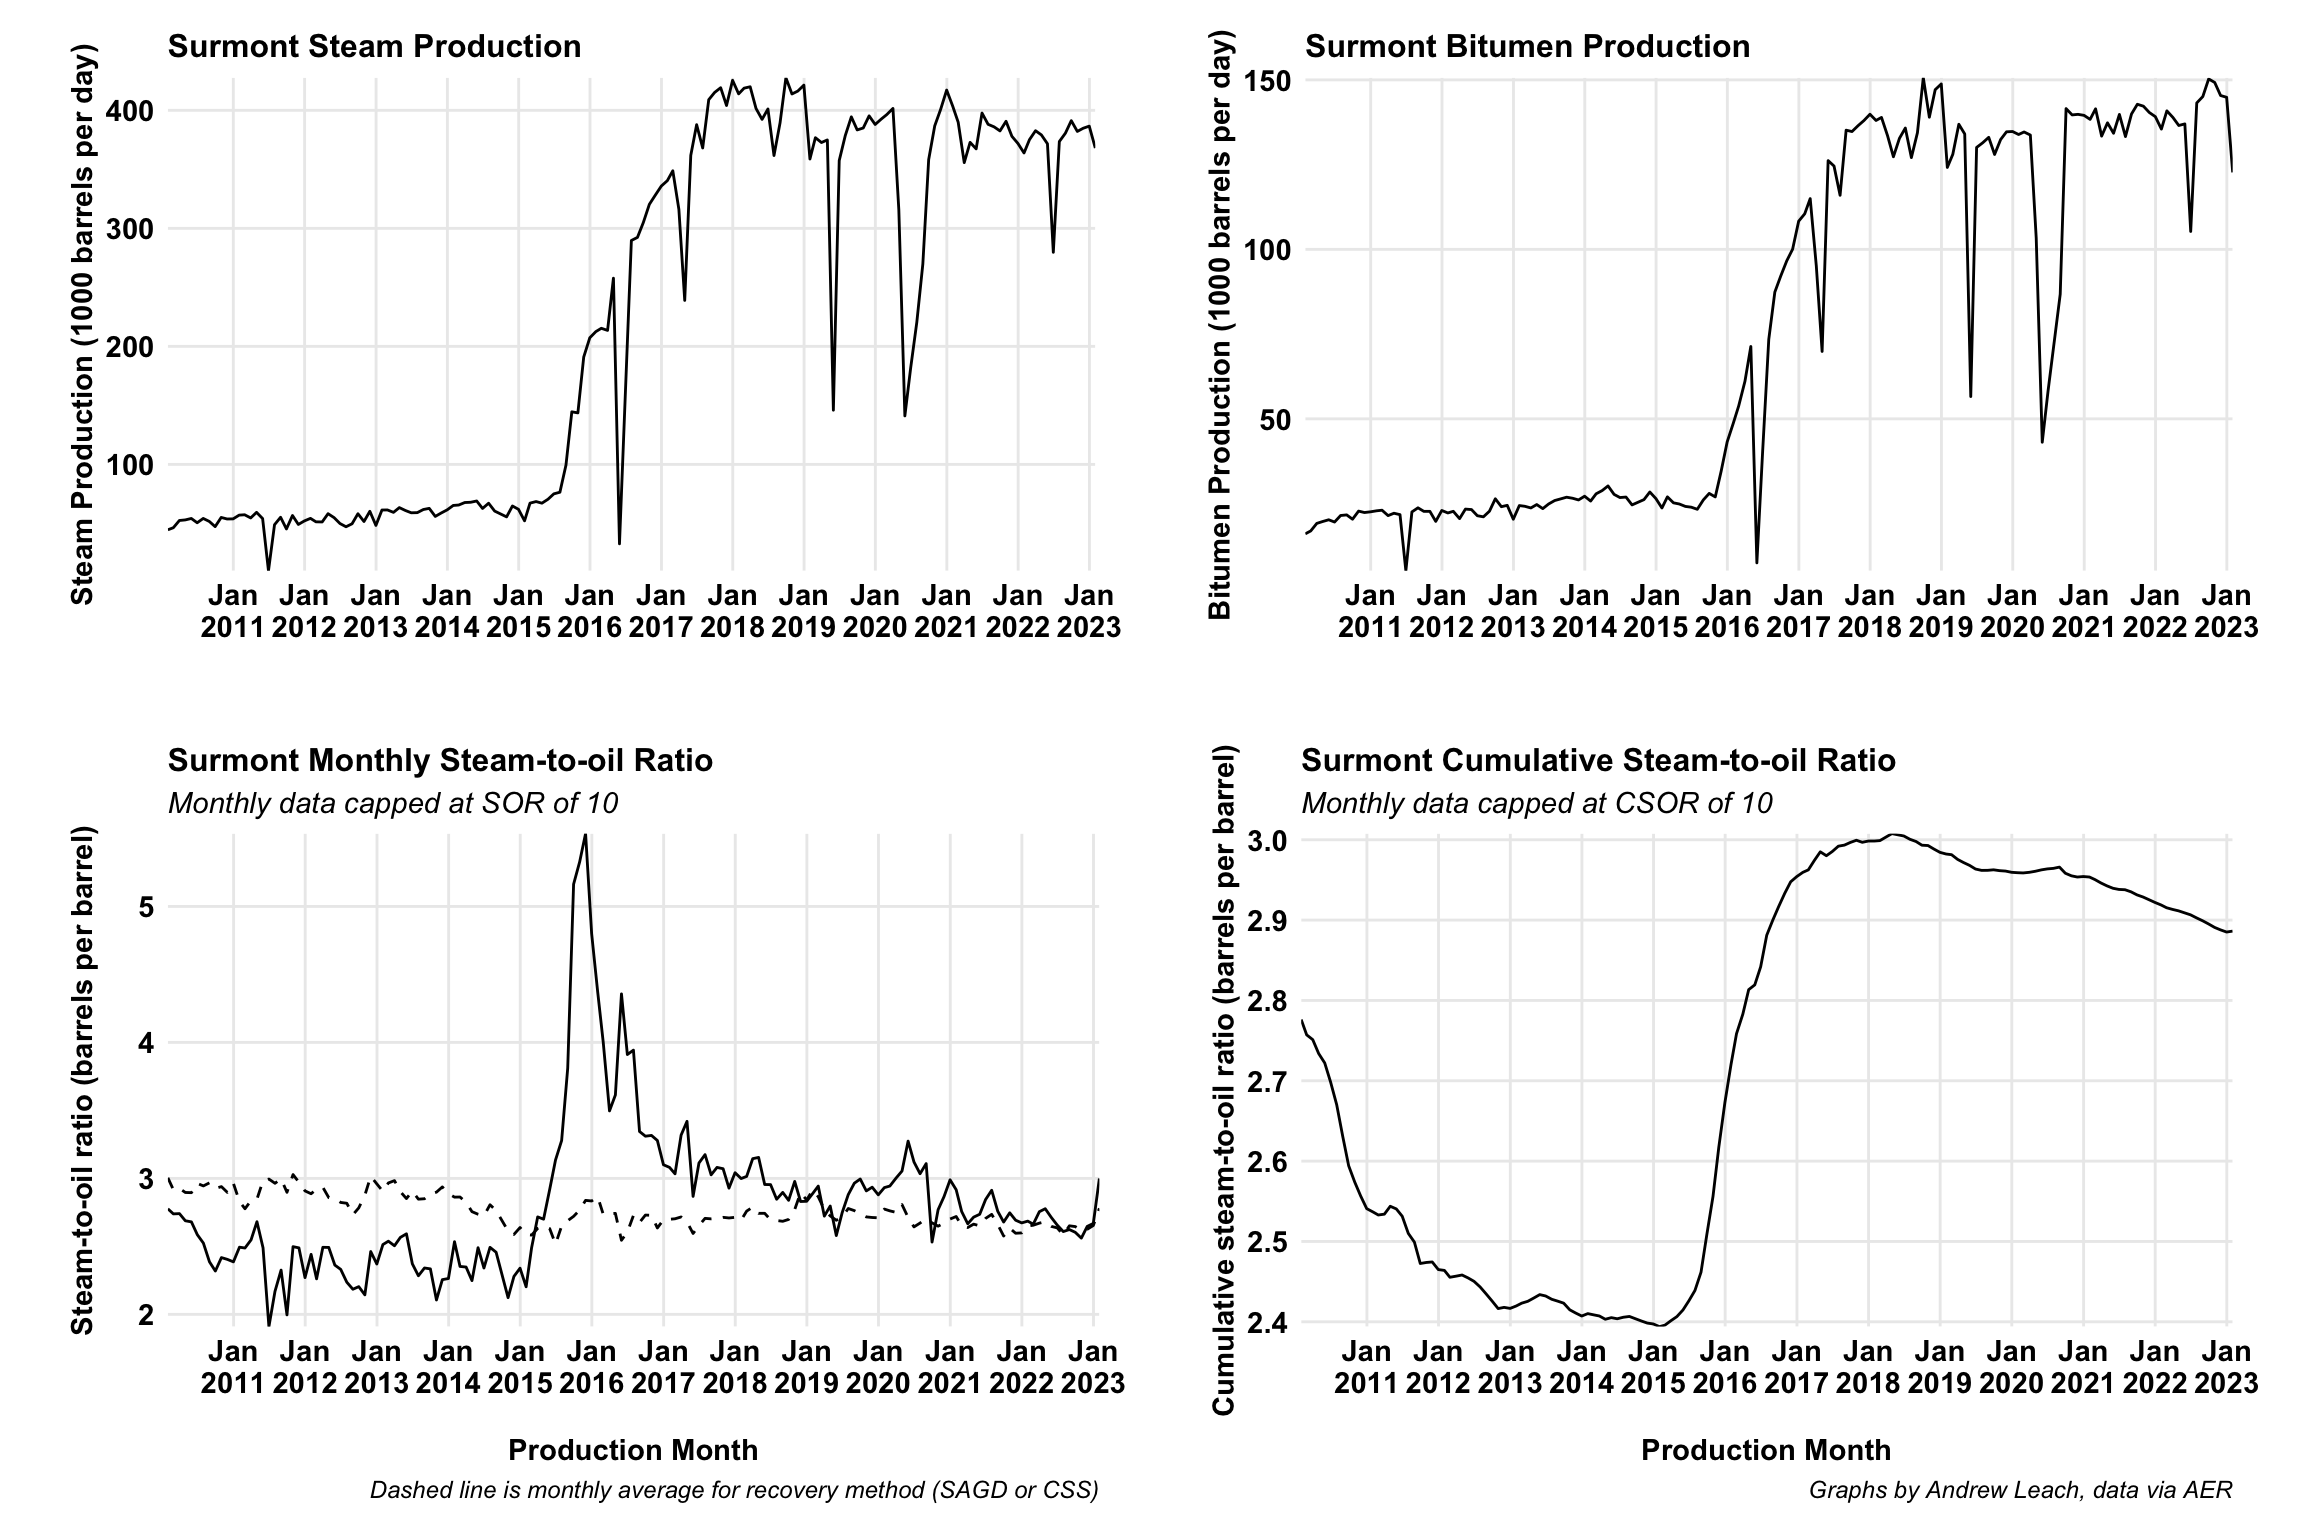 Surmont Steam Production
Steam Production (1000 barrels per day)
400
300
200
100
Jan Jan Jan Jan Jan Jan Jan Jan Jan Jan Jan Jan Jan
2011 2012 2013 2014 2015 2016 2017 2018 2019 2020 2021 2022 2023
Surmont Bitumen Production
Bitumen Production (1000 barrels per day)
150
100
50
Jan Jan Jan Jan Jan Jan Jan Jan Jan Jan Jan Jan Jan
2011 2012 2013 2014 2015 2016 2017 2018 2019 2020 2021 2022 2023
Surmont Monthly Steam-to-oil Ratio
Monthly data capped at SOR of 10
Steam-to-oil ratio (barrels per barrel)
5
4
3
2
Jan Jan Jan Jan Jan Jan Jan Jan Jan Jan Jan Jan Jan
2011 2012 2013 2014 2015 2016 2017 2018 2019 2020 2021 2022 2023
Production Month
Dashed line is monthly average for recovery method (SAGD or CSS)
Surmont Cumulative Steam-to-oil Ratio
Monthly data capped at CSOR of 10
Cumulative steam-to-oil ratio (barrels per barrel)
3.0
2.9
2.8
2.7
2.6
2.5
2.4
Jan Jan Jan Jan Jan Jan Jan Jan Jan Jan Jan Jan Jan
2011 2012 2013 2014 2015 2016 2017 2018 2019 2020 2021 2022 2023
Production Month
Graphs by Andrew Leach, data via AER